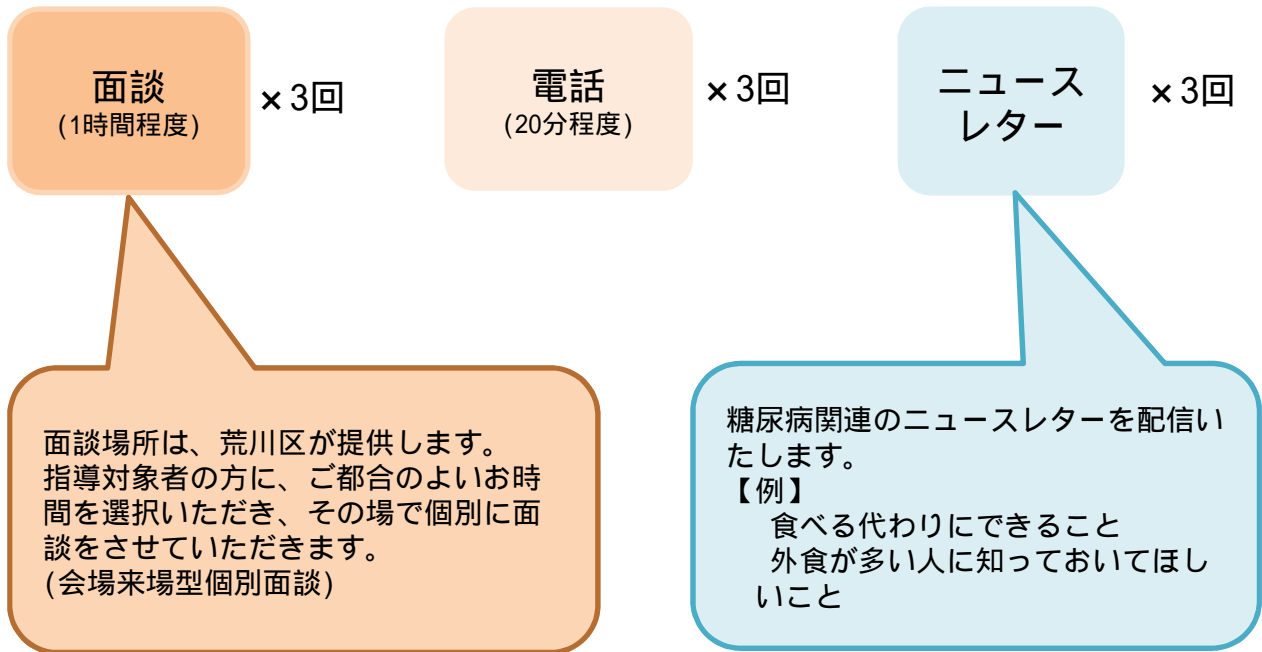 面談
(1時間程度)
×3回
電話
(20分程度)
×3回
ニュース
レター
×3回
面談場所は、荒川区が提供します。
指導対象者の方に、ご都合のよいお時
間を選択いただき、その場で個別に面
談をさせていただきます。
(会場来場型個別面談)
糖尿病関連のニュースレターを配信い
たします。
【例】
食べる代わりにできること
外食が多い人に知っておいてほし
いこと